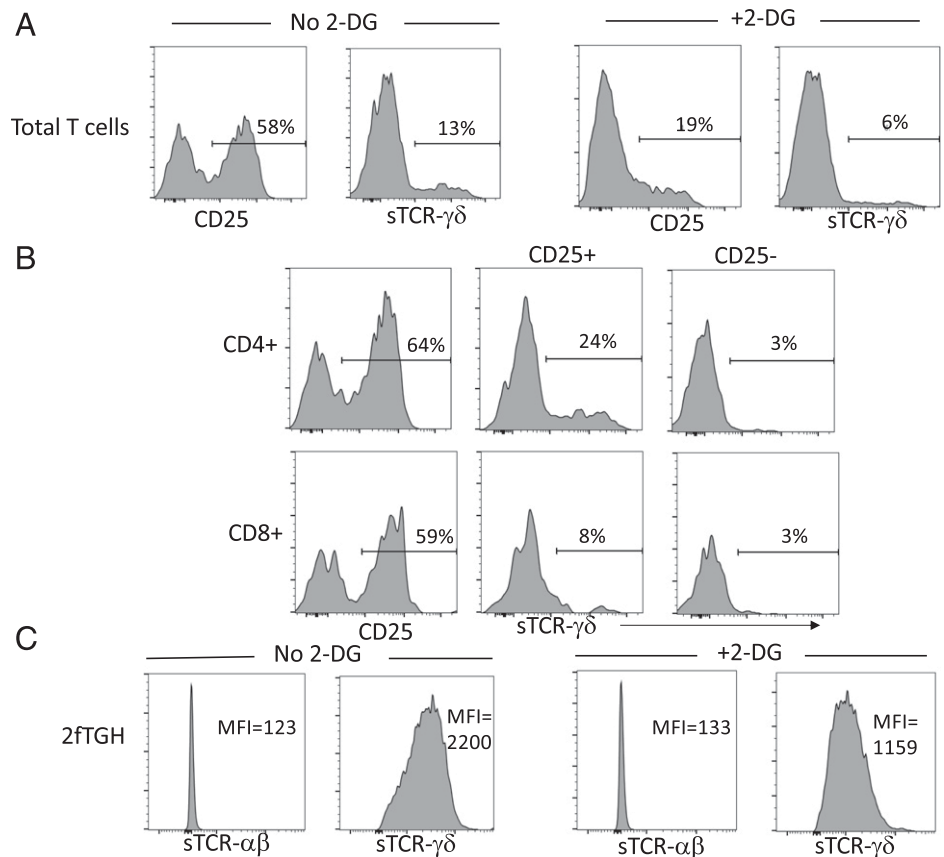 A
No 2-DG
+2-DG
Total T cells
58%
13%
19%
6%
CD25
sTCR-γδ
CD25
sTCR-γδ
B
CD25+
CD25-
CD4+
64%
24%
3%
CD8+
59%
8%
3%
CD25
sTCR-γδ
C
No 2-DG
+2-DG
2fTGH
MFI=123
MFI=
2200
MFI=133
MFI=
1159
sTCR-αβ
sTCR-γδ
sTCR-αβ
sTCR-γδ